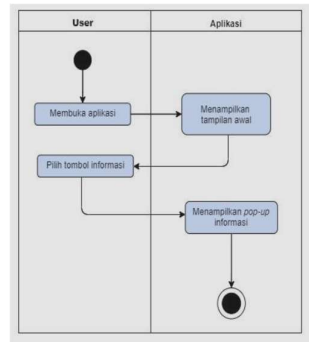 User
Aplikasi
Membuka aplikasi
Menampilkan
tampilan awal
Pilih tombol informasi
Menampilkan pop-up
informasi